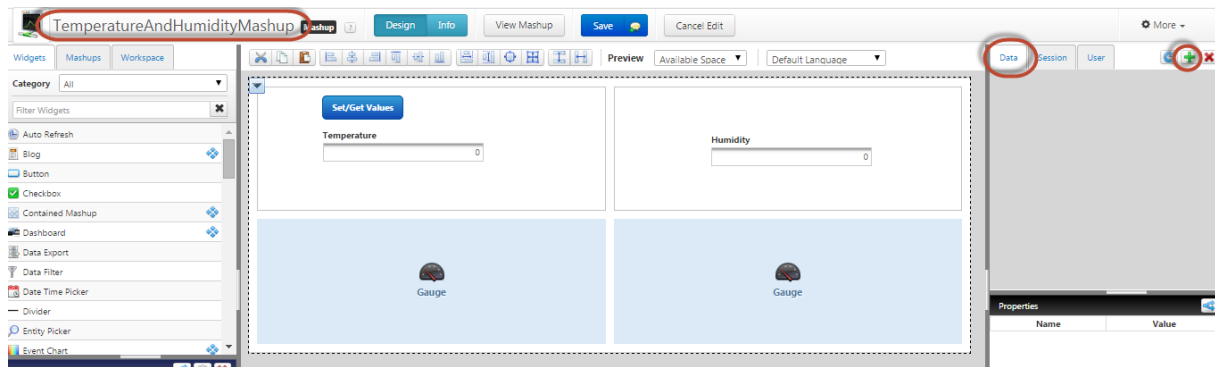 TemperatureAndHumidityMashup Mashup ? Design Info View Mashup Save Cancel Edit More
Widgets Mashups Workspace
Preview Available Space Default Language
Data Session User
Category All
Filter Widgets
Auto Refresh
Blog
Button
Checkbox
Contained Mashup
Dashboard
Data Export
Data Filter
Date Time Picker
Divider
Entity Picker
Event Chart
Set/Get Values
Temperature
0
Humidity
0
Gauge
Gauge
Properties
Name Value